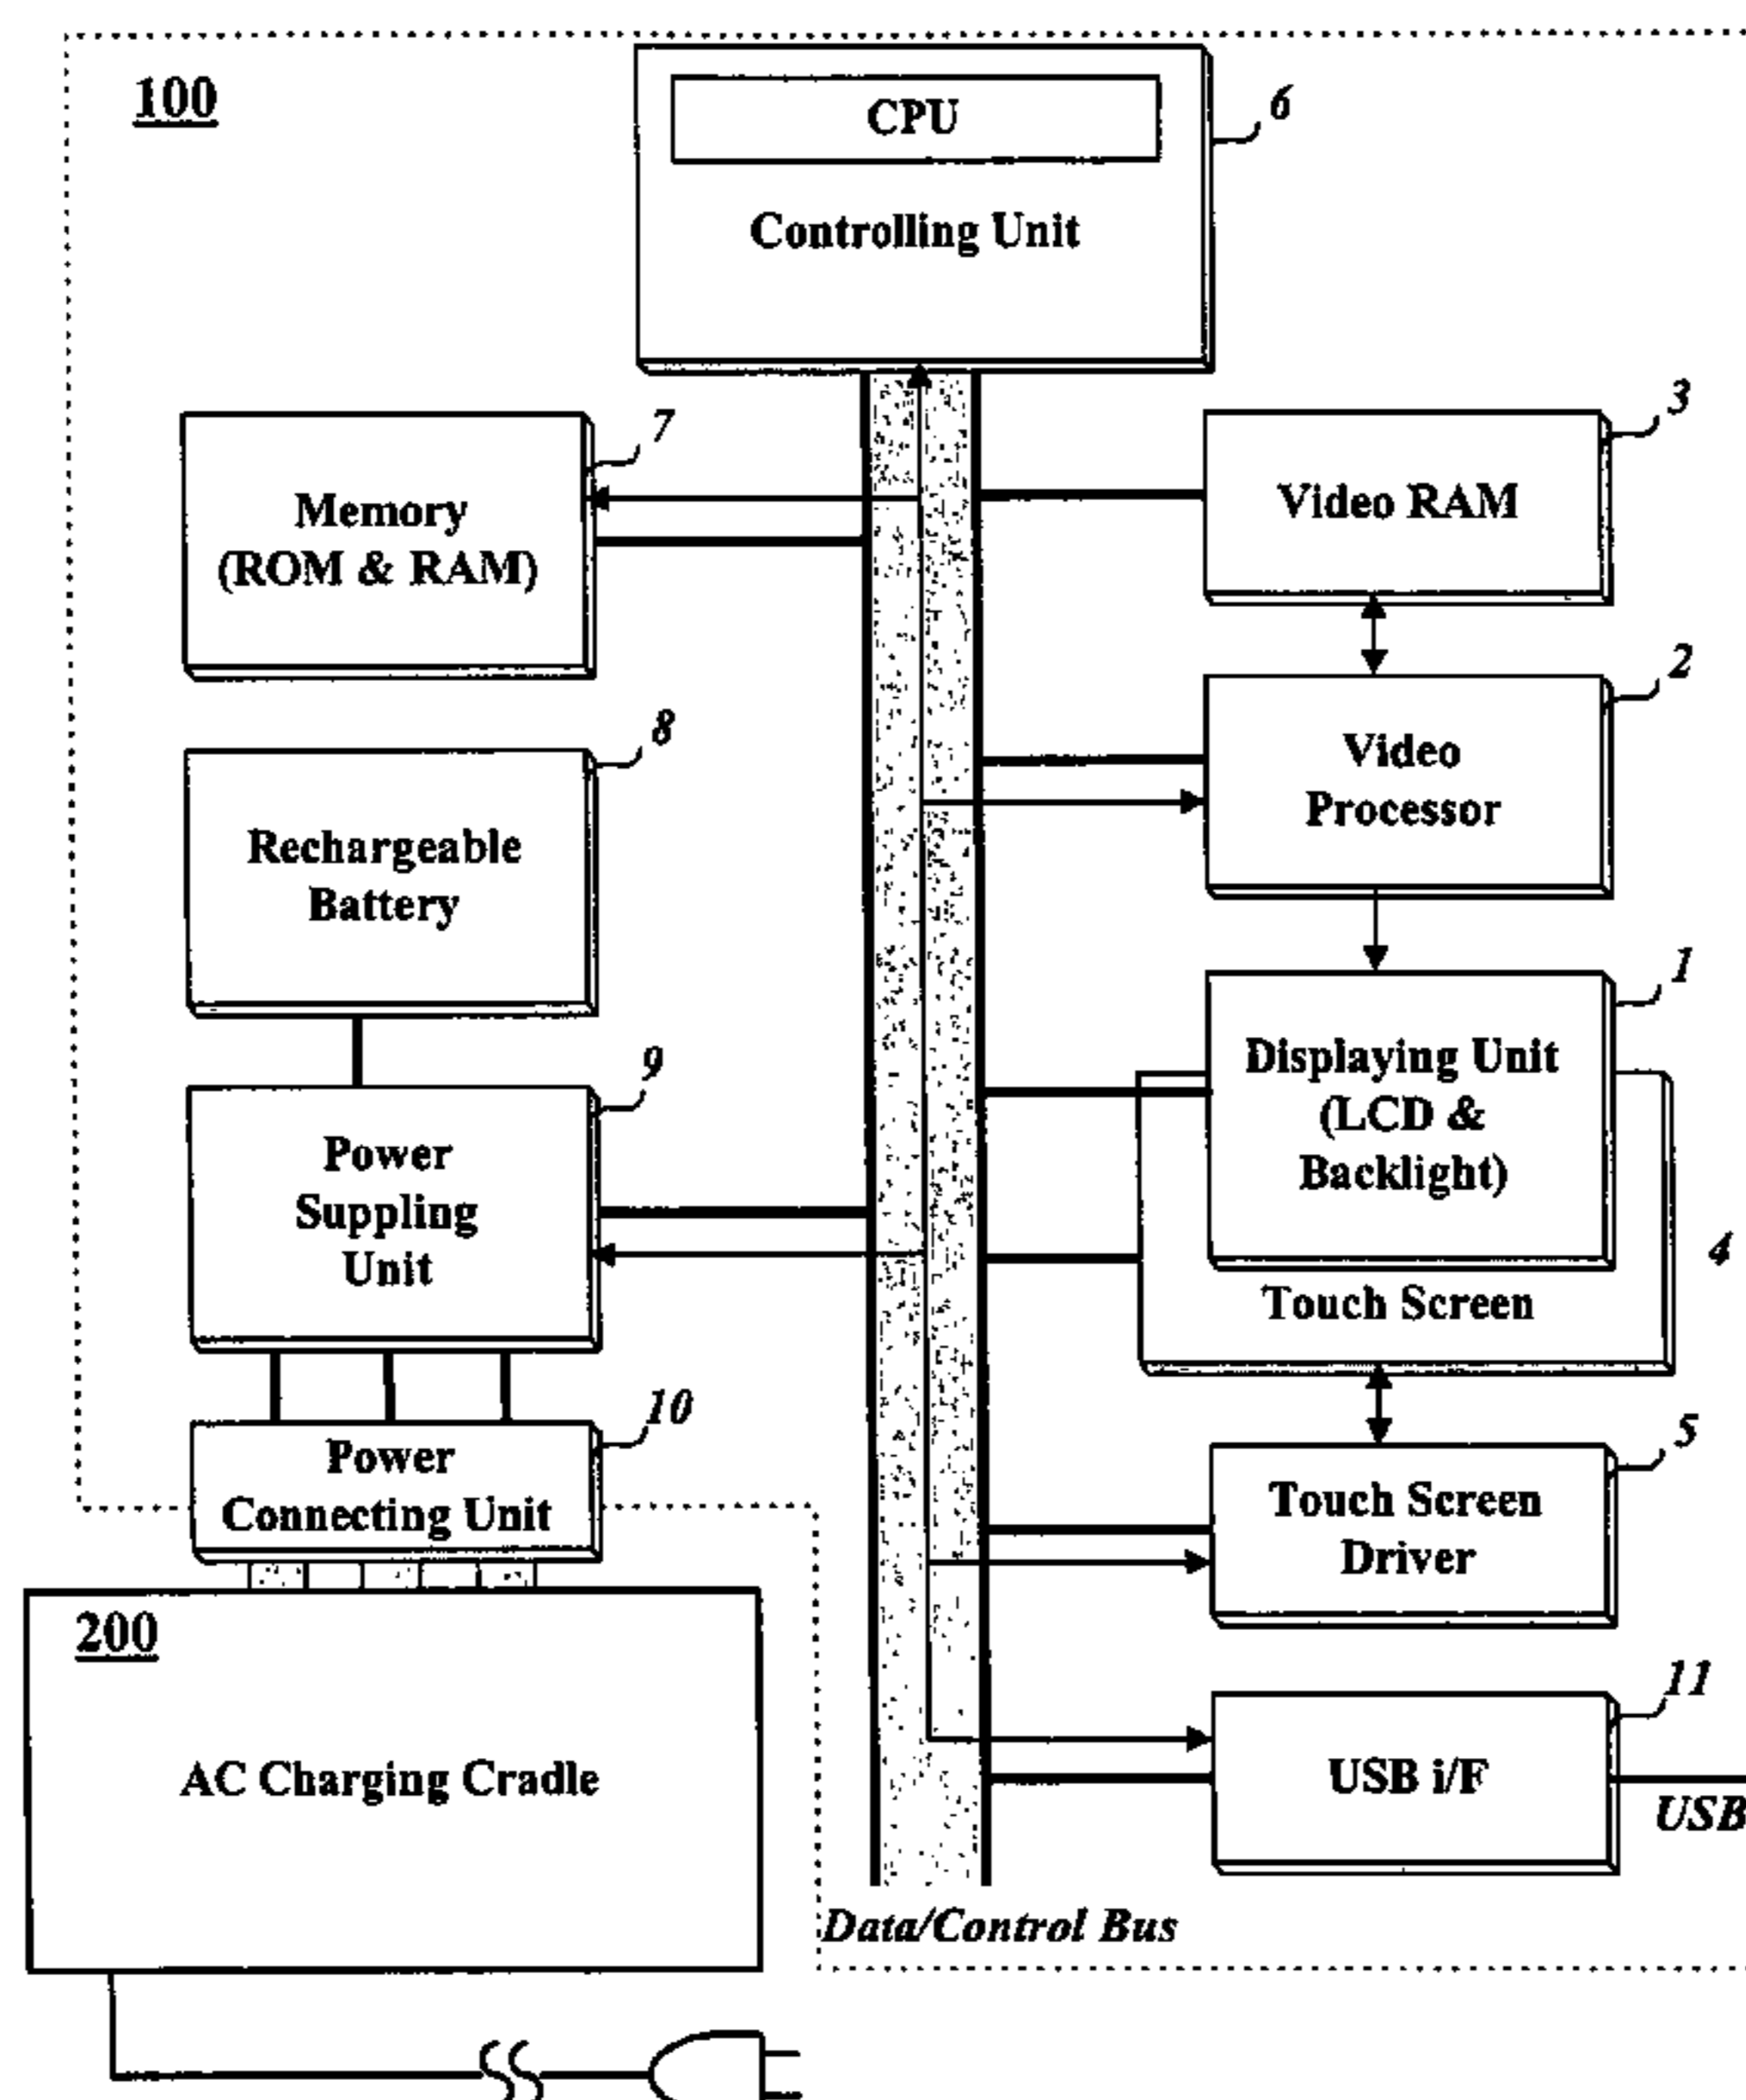 100
CPU
6
Controlling Unit
7
Memory
(ROM & RAM)
3
Video RAM
8
Rechargeable
Battery
2
Video
Processor
9
Power
Suppling
Unit
1
Displaying Unit
(LCD &
Backlight)
4
Touch Screen
10
Power
Connecting Unit
5
Touch Screen
Driver
200
AC Charging Cradle
11
USB i/F
USB
Data/Control Bus